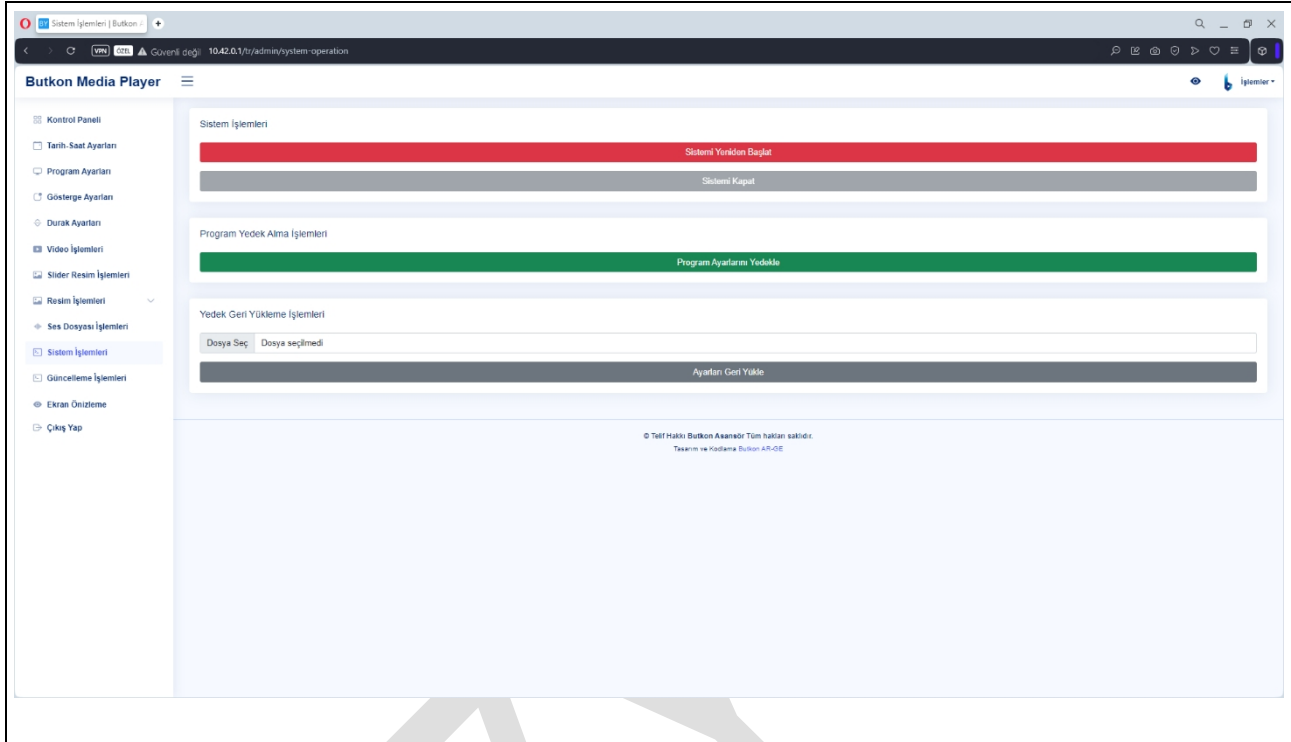 Sistem İşlemleri | Butkon
VPN ÖZEL Güvenli değil 10.42.0.1/tr/admin/system-operation
Butkon Media Player
İşlemler
Kontrol Paneli
Tarih-Saat Ayarları
Program Ayarları
Gösterge Ayarları
Durak Ayarları
Video İşlemleri
Slider Resim İşlemleri
Resim İşlemleri
Ses Dosyası İşlemleri
Sistem İşlemleri
Güncelleme İşlemleri
Ekran Önizleme
Çıkış Yap
Sistem İşlemleri
Sistemi Yeniden Başlat
Sistemi Kapat
Program Yedek Alma İşlemleri
Program Ayarlarını Yedekle
Yedek Geri Yükleme İşlemleri
Dosya Seç Dosya seçilmedi
Ayarları Geri Yükle
© Telif Hakkı Butkon Asansör Tüm hakları saklıdır.
Tasarım ve Kodlama Butkon AR-GE